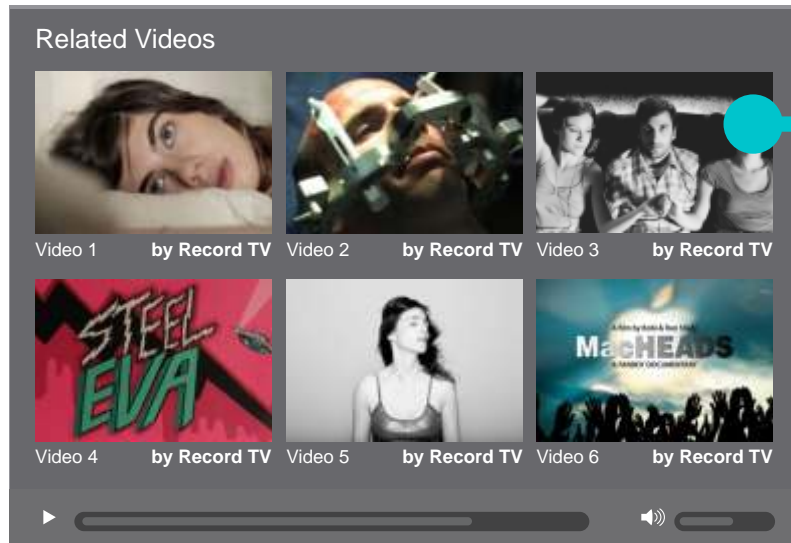 Related Videos
Video 1 by Record TV
Video 2 by Record TV
Video 3 by Record TV
STEEL
EVA
MacHEADS
Video 4 by Record TV
Video 5 by Record TV
Video 6 by Record TV